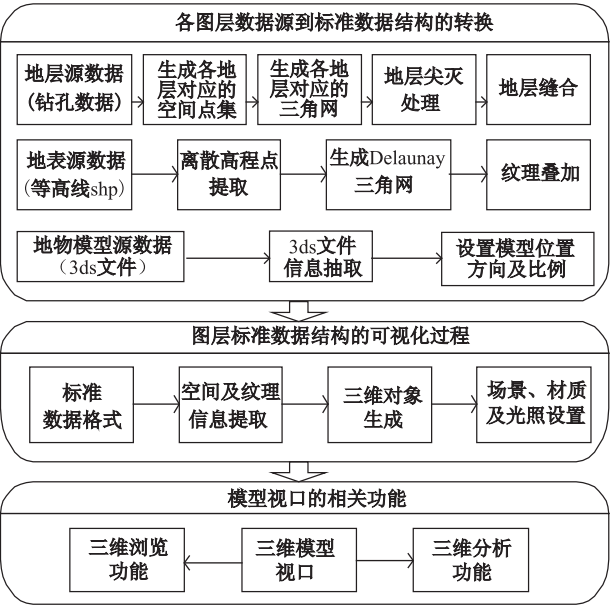 各图层数据源到标准数据结构的转换
地层源数据
(钻孔数据)
生成各地
层对应的
空间点集
生成各地
层对应的
三角网
地层尖灭
处理
地层缝合
地表源数据
(等高线shp)
离散高程点
提取
生成Delaunay
三角网
纹理叠加
地物模型源数据
(3ds文件)
3ds文件
信息抽取
设置模型位置
方向及比例
图层标准数据结构的可视化过程
标准
数据格式
空间及纹理
信息提取
三维对象
生成
场景、材质
及光照设置
模型视口的相关功能
三维浏览
功能
三维模型
视口
三维分析
功能